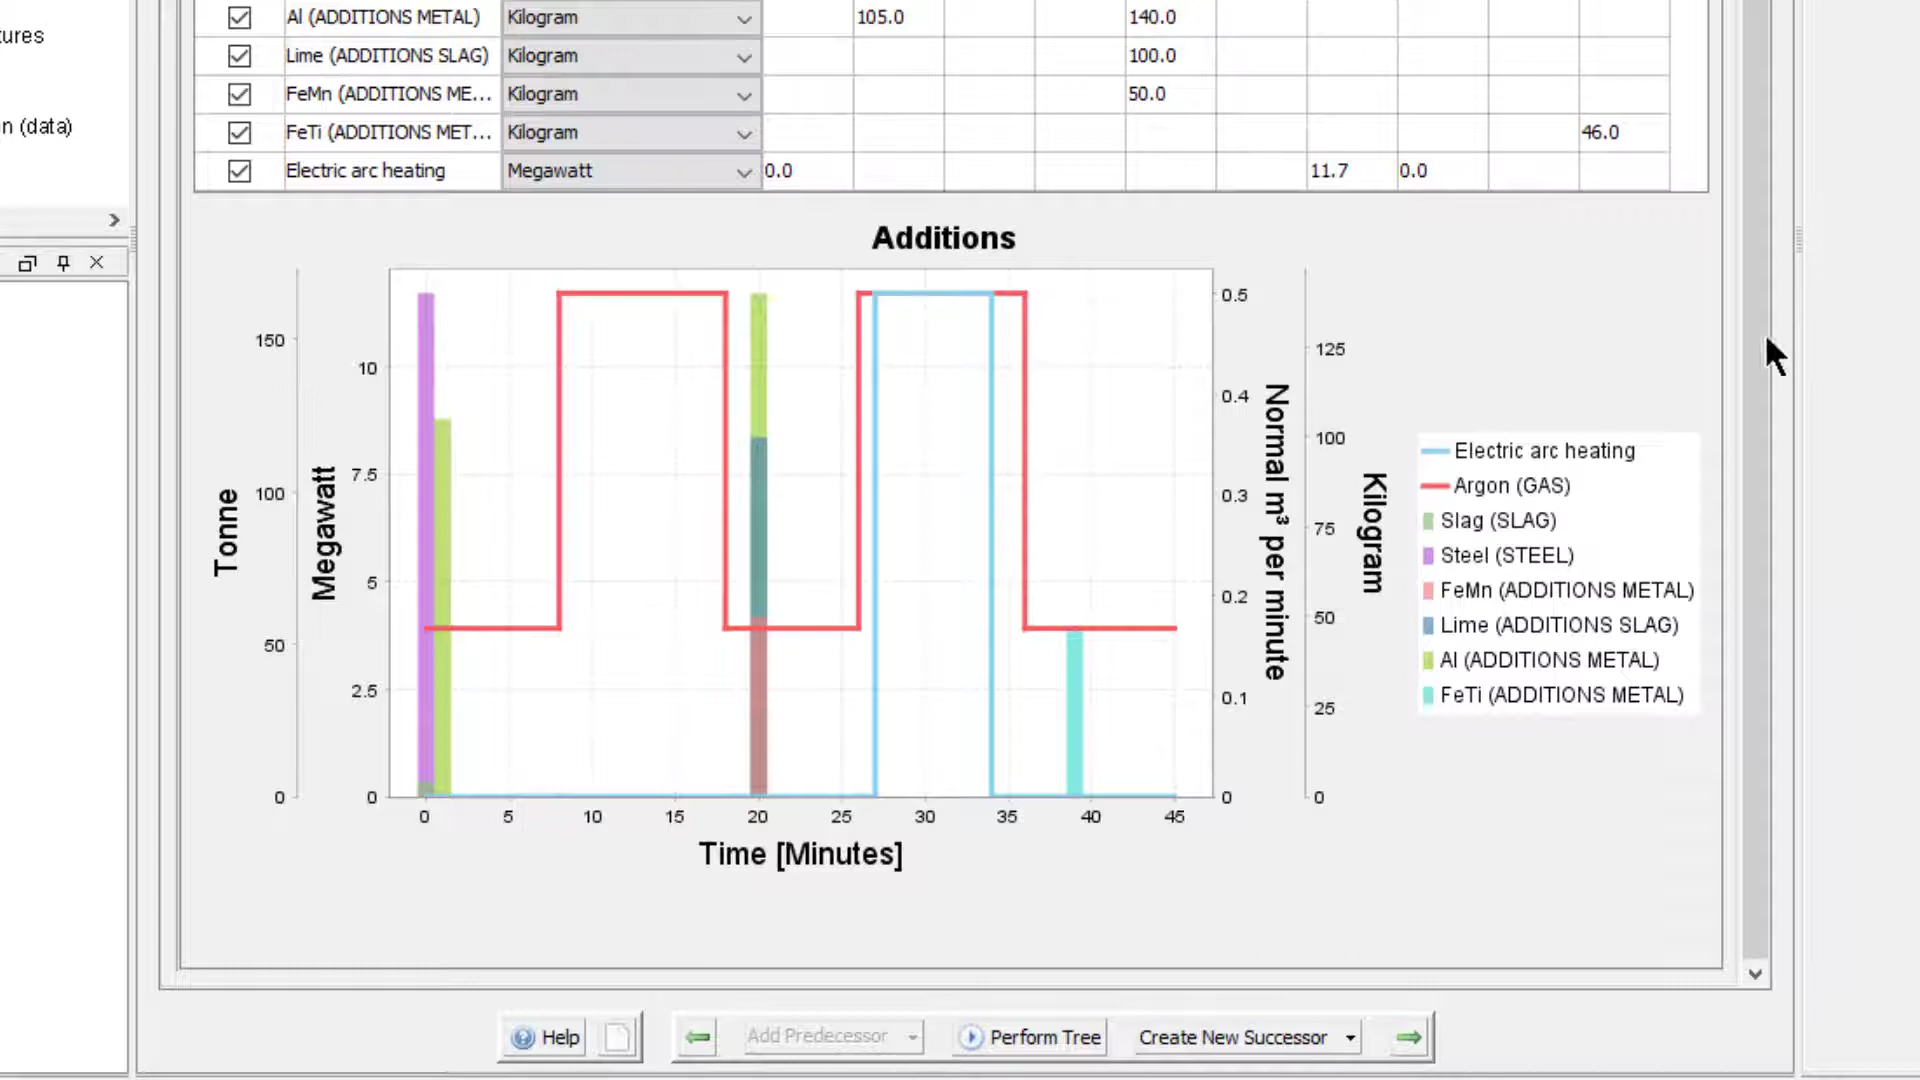 Al (ADDITIONS METAL) Kilogram 105.0 140.0
tures
Lime (ADDITIONS SLAG) Kilogram 100.0
FeMn (ADDITIONS ME... Kilogram 50.0
n (data)
FeTi (ADDITIONS MET... Kilogram 46.0
Electric arc heating Megawatt 0.0 11.7 0.0
Additions
Tonne
150
100
50
0
Megawatt
10
7.5
5
2.5
0
0.5
0.4
0.3
0.2
0.1
0
Normal m³ per minute
125
100
75
50
25
0
Kilogram
Electric arc heating
Argon (GAS)
Slag (SLAG)
Steel (STEEL)
FeMn (ADDITIONS METAL)
Lime (ADDITIONS SLAG)
Al (ADDITIONS METAL)
FeTi (ADDITIONS METAL)
0 5 10 15 20 25 30 35 40 45
Time [Minutes]
Help Add Predecessor Perform Tree Create New Successor